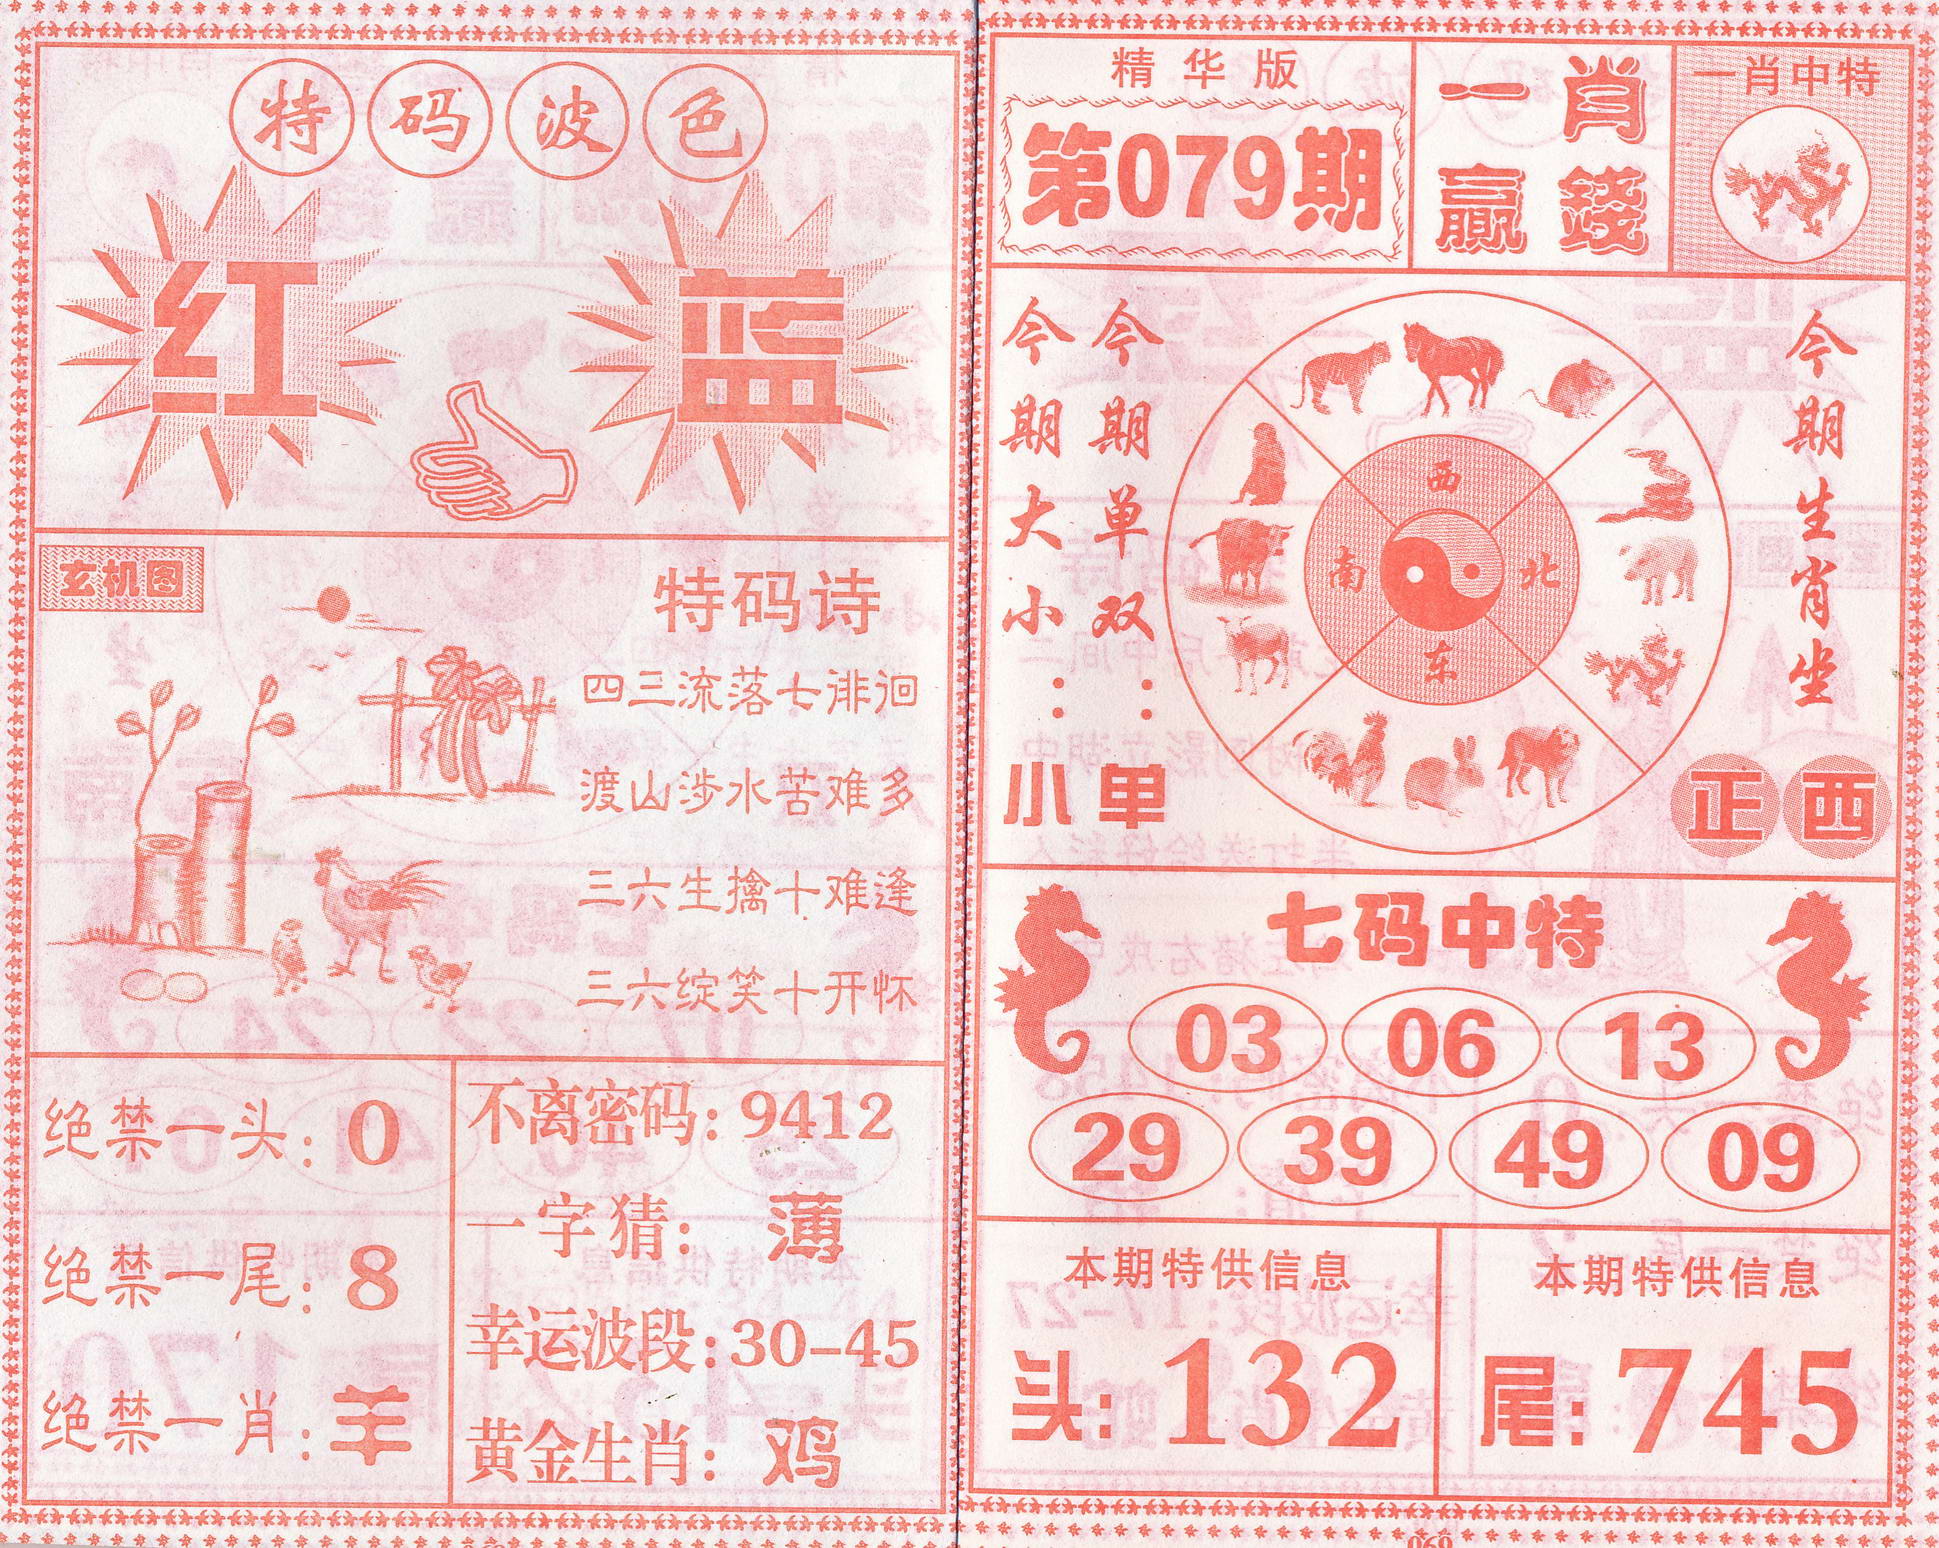 特码波色
红 蓝
玄机图
特码诗
四三流落七徘徊
渡山涉水苦难多
三六生擒十难逢
三六绽笑十开怀
绝禁一头:0
绝禁一尾:8
绝禁一肖:羊
不离密码:9412
一字猜:薄
幸运波段:30-45
黄金生肖:鸡
精华版
第079期
一肖
赢錢
一肖中特
今期大小:小
今期单双:单
西
南 北
东
今期生肖坐
正西
七码中特
03 06 13
29 39 49 09
本期特供信息
头:132
本期特供信息
尾:745